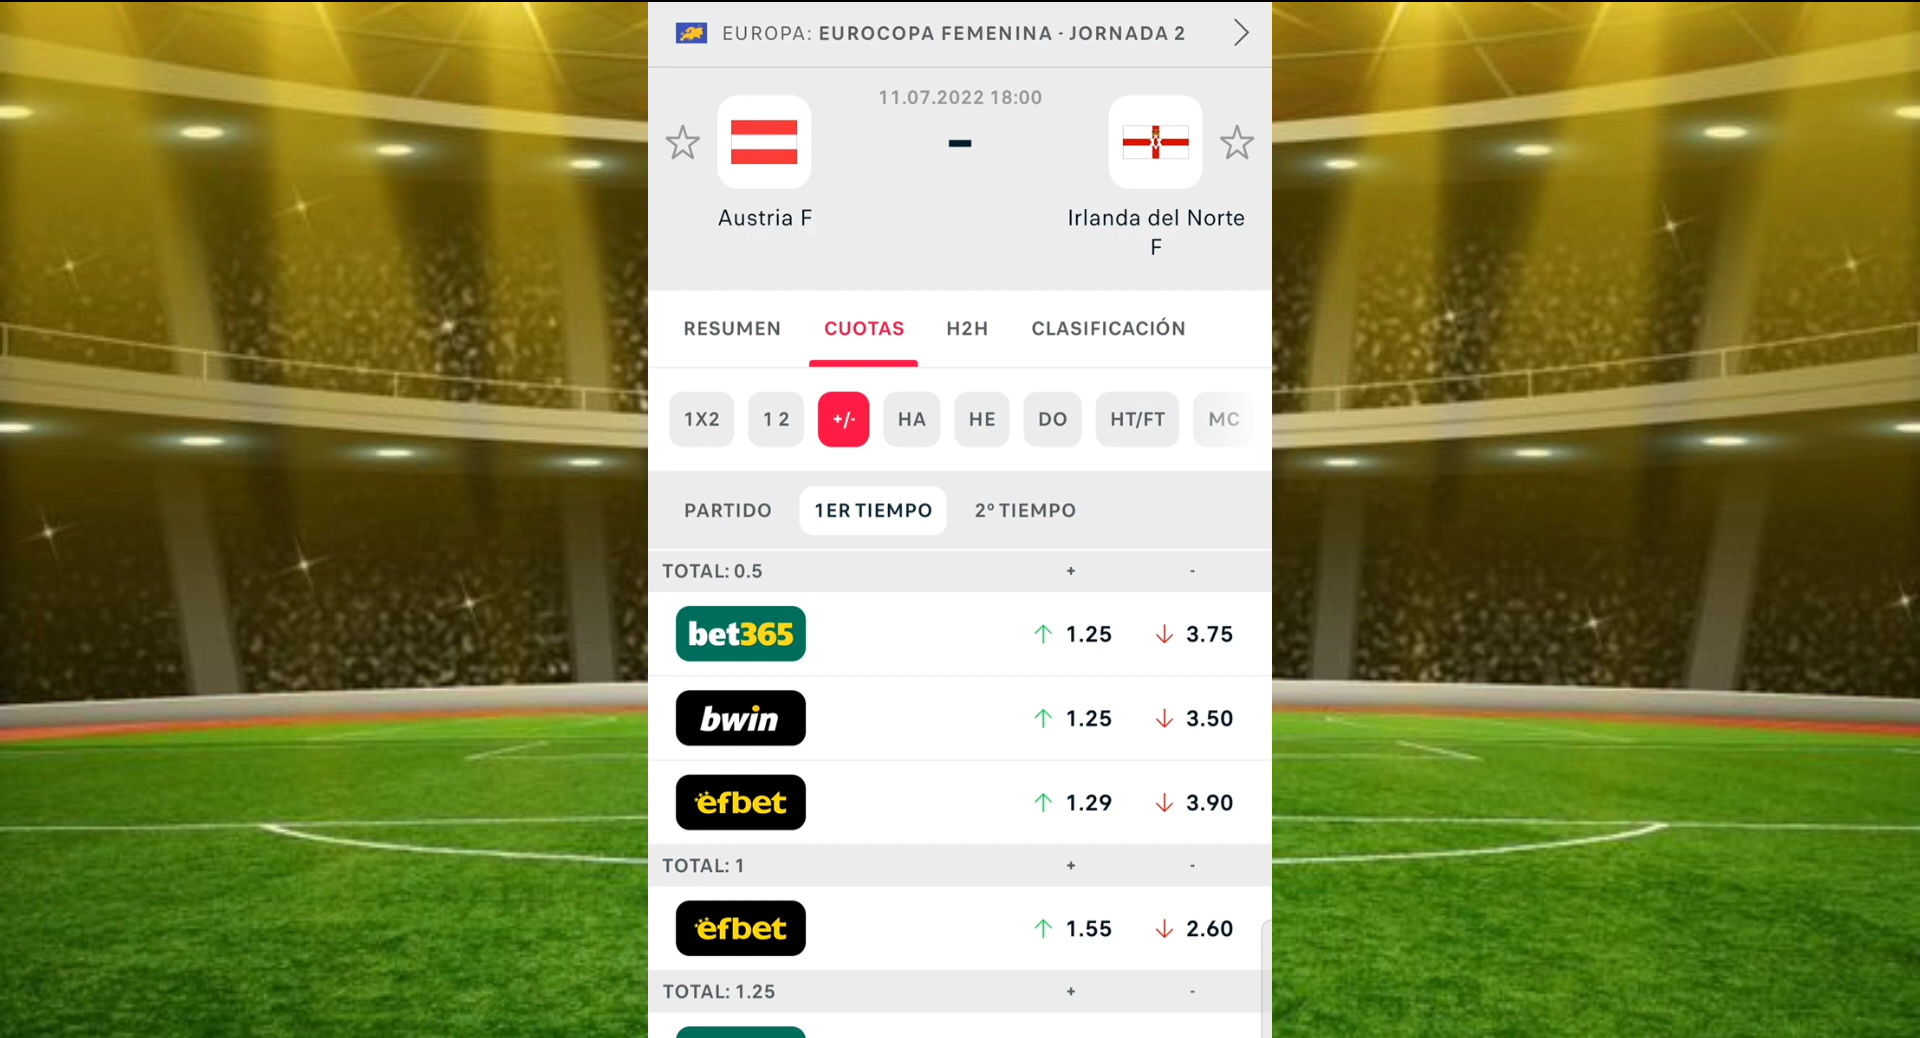 EUROPA: EUROCOPA FEMENINA - JORNADA 2
11.07.2022 18:00
-
Austria F
Irlanda del Norte
F
RESUMEN CUOTAS H2H CLASIFICACIÓN
1X2 1 2 +/- HA HE DO HT/FT MC
PARTIDO 1ER TIEMPO 2º TIEMPO
TOTAL: 0.5 + -
bet365 1.25 3.75
bwin 1.25 3.50
efbet 1.29 3.90
TOTAL: 1 + -
efbet 1.55 2.60
TOTAL: 1.25 + -